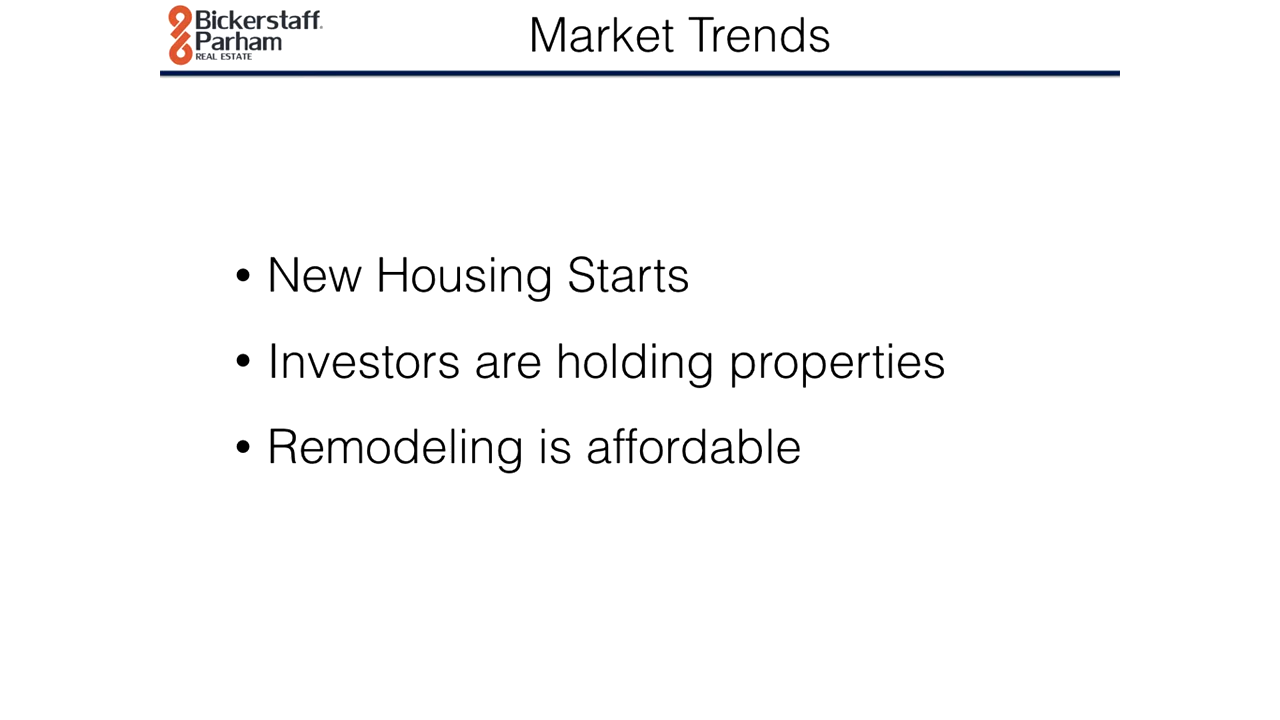 Bickerstaff
Parham
REAL ESTATE
Market Trends
• New Housing Starts
• Investors are holding properties
• Remodeling is affordable